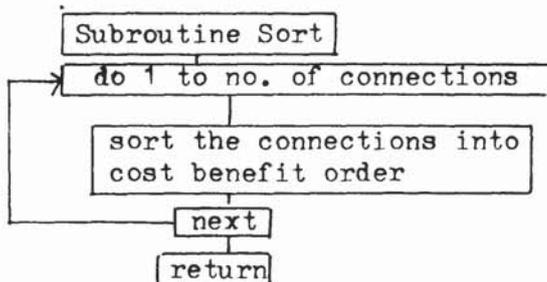 Subroutine Sort
do 1 to no. of connections
sort the connections into
cost benefit order
next
return